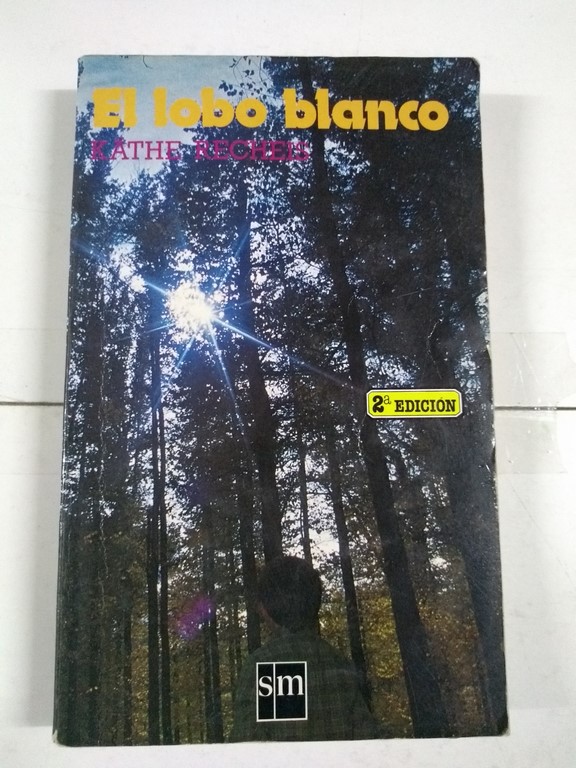 El lobo blanco
KÄTHE RECHEIS
2ª EDICIÓN
sm